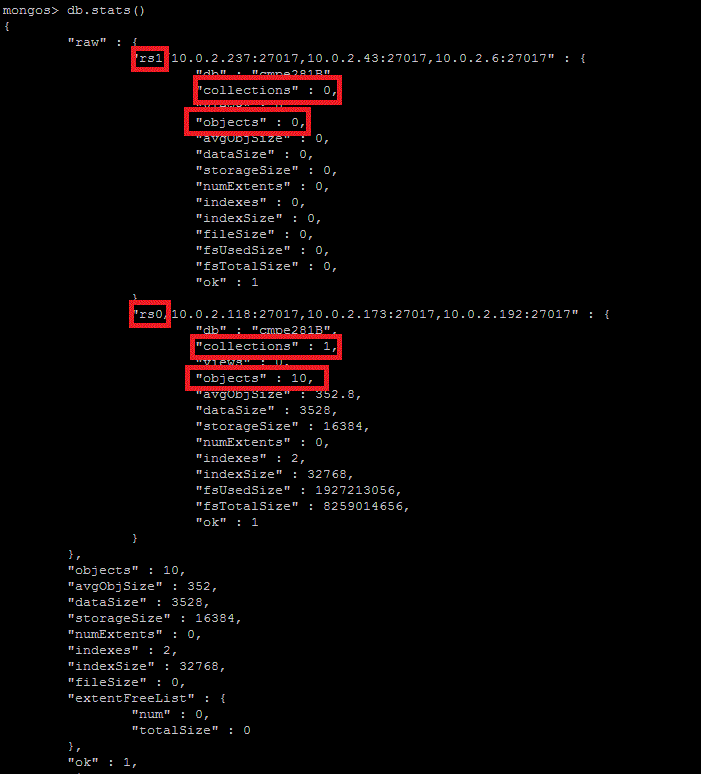 mongos> db.stats()
{
"raw" : {
"rs1/10.0.2.237:27017,10.0.2.43:27017,10.0.2.6:27017" : {
"db" : "cmpe281B",
"collections" : 0,
"views" : 0,
"objects" : 0,
"avgObjSize" : 0,
"dataSize" : 0,
"storageSize" : 0,
"numExtents" : 0,
"indexes" : 0,
"indexSize" : 0,
"fileSize" : 0,
"fsUsedSize" : 0,
"fsTotalSize" : 0,
"ok" : 1
},
"rs0/10.0.2.118:27017,10.0.2.173:27017,10.0.2.192:27017" : {
"db" : "cmpe281B",
"collections" : 1,
"views" : 0,
"objects" : 10,
"avgObjSize" : 352.8,
"dataSize" : 3528,
"storageSize" : 16384,
"numExtents" : 0,
"indexes" : 2,
"indexSize" : 32768,
"fsUsedSize" : 1927213056,
"fsTotalSize" : 8259014656,
"ok" : 1
}
},
"objects" : 10,
"avgObjSize" : 352,
"dataSize" : 3528,
"storageSize" : 16384,
"numExtents" : 0,
"indexes" : 2,
"indexSize" : 32768,
"fileSize" : 0,
"extentFreeList" : {
"num" : 0,
"totalSize" : 0
},
"ok" : 1,